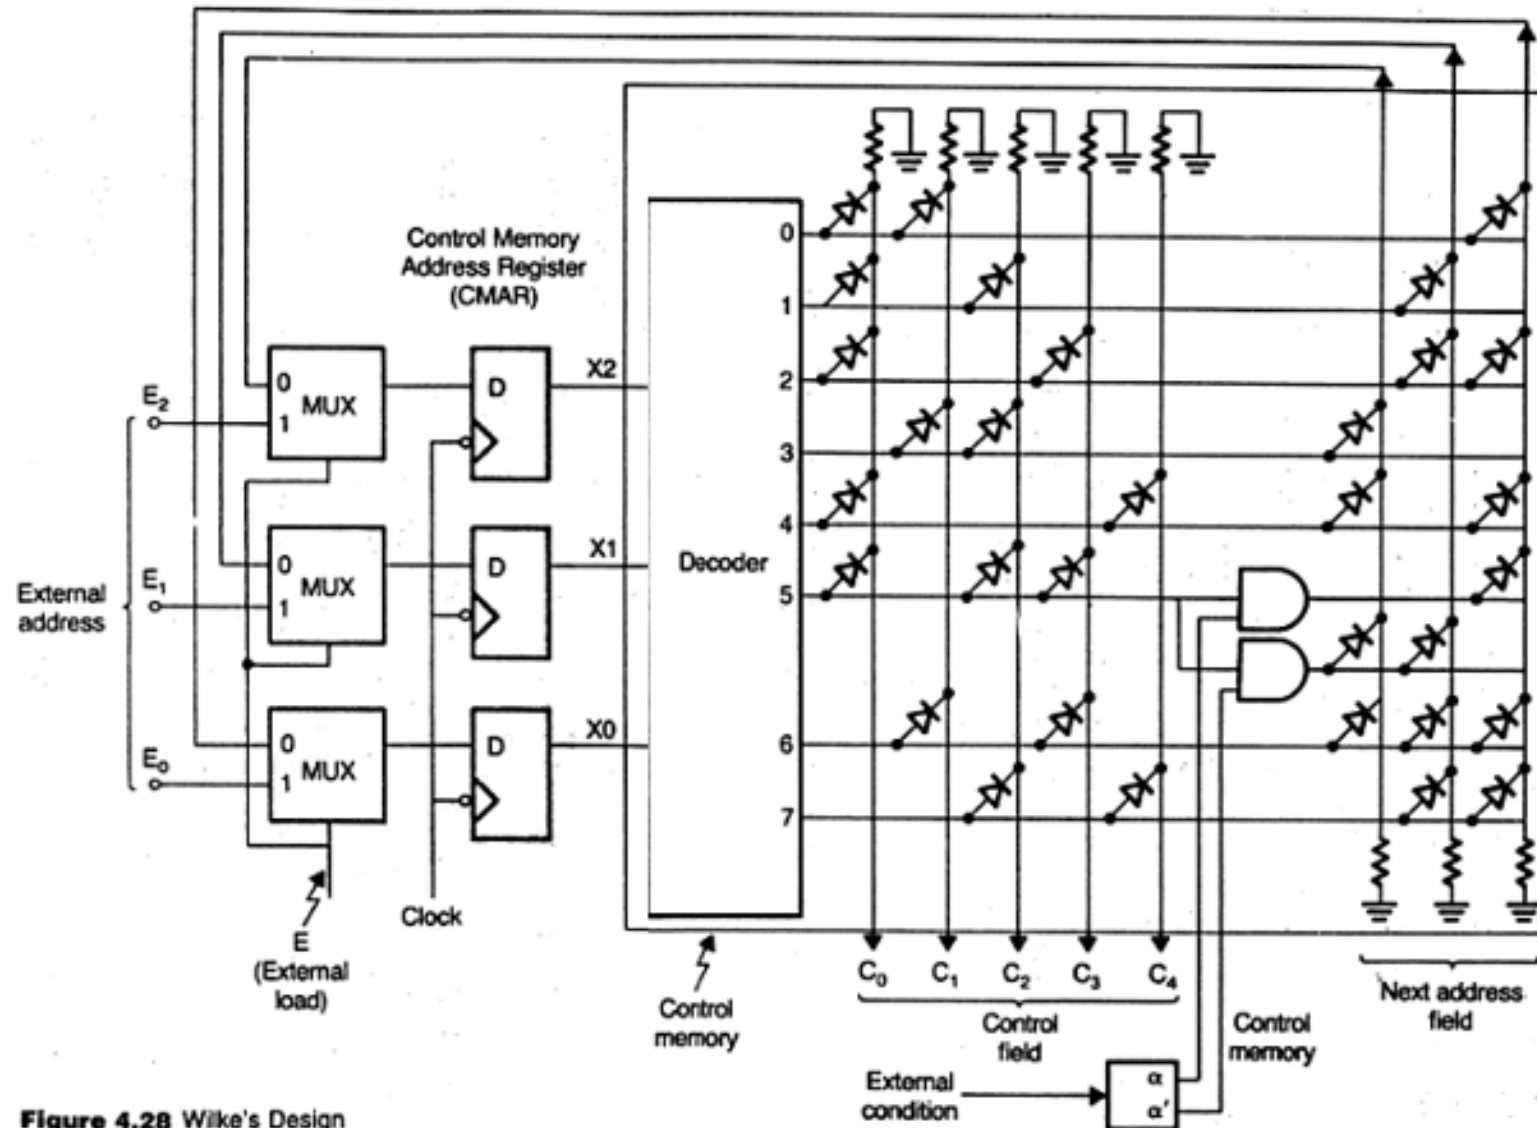 Control Memory
Address Register
(CMAR)
E2
0
1
MUX
D
X2
External
address
E1
0
1
MUX
D
X1
E0
0
1
MUX
D
X0
E
(External
load)
Clock
Decoder
0
1
2
3
4
5
6
7
Control
memory
C0 C1 C2 C3 C4
Control
field
Control
memory
Next address
field
External
condition
α
α′
Figure 4.28 Wilke's Design